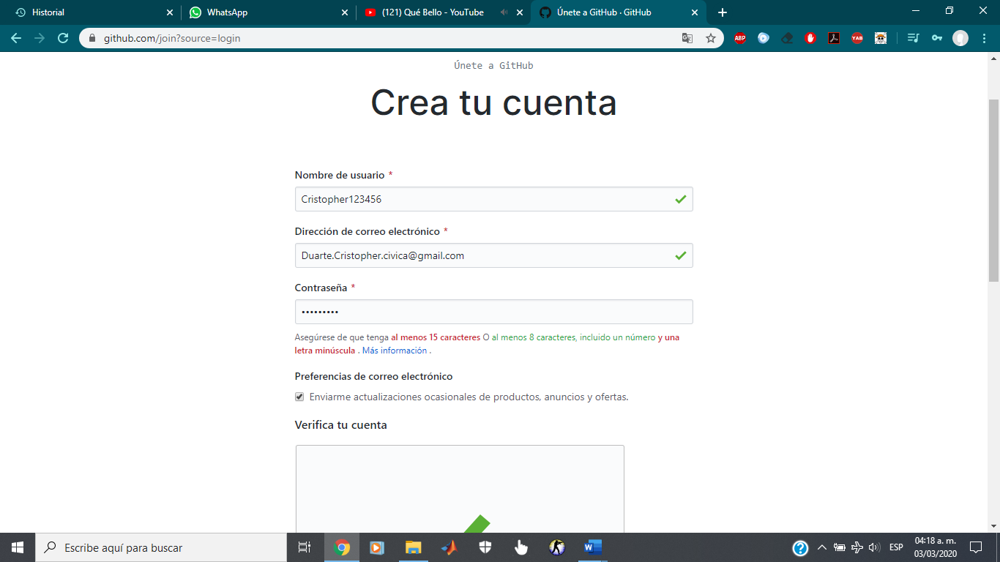 Historial
WhatsApp
(121) Qué Bello - YouTube
Únete a GitHub · GitHub
github.com/join?source=login
ABP
YAB
Únete a GitHub
Crea tu cuenta
Nombre de usuario *
Cristopher123456
Dirección de correo electrónico *
Duarte.Cristopher.civica@gmail.com
Contraseña *
•••••••••
Asegúrese de que tenga al menos 15 caracteres O al menos 8 caracteres, incluido un número y una
letra minúscula . Más información .
Preferencias de correo electrónico
Enviarme actualizaciones ocasionales de productos, anuncios y ofertas.
Verifica tu cuenta
Escribe aquí para buscar
ESP
04:18 a. m.
03/03/2020